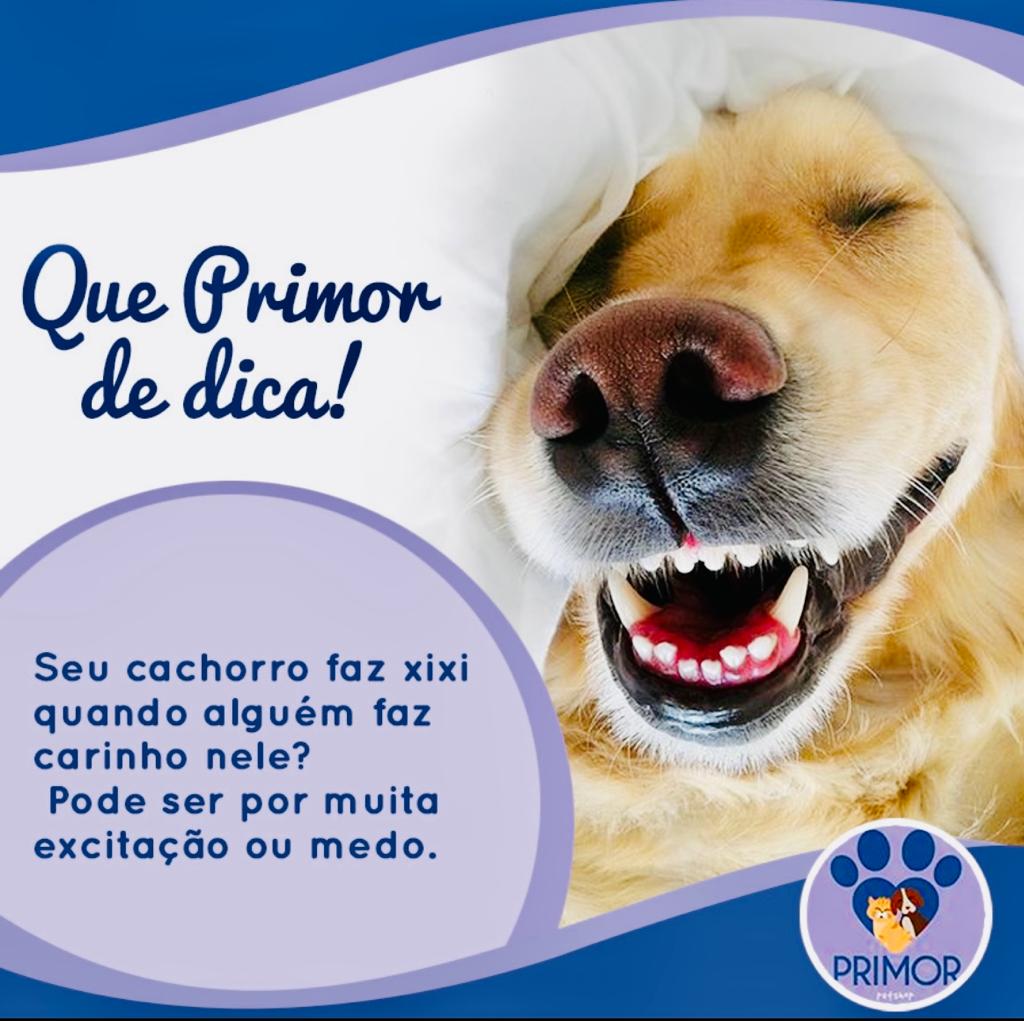 Que Primor
de dica!
Seu cachorro faz xixi
quando alguém faz
carinho nele?
Pode ser por muita
excitação ou medo.
PRIMOR
petshop